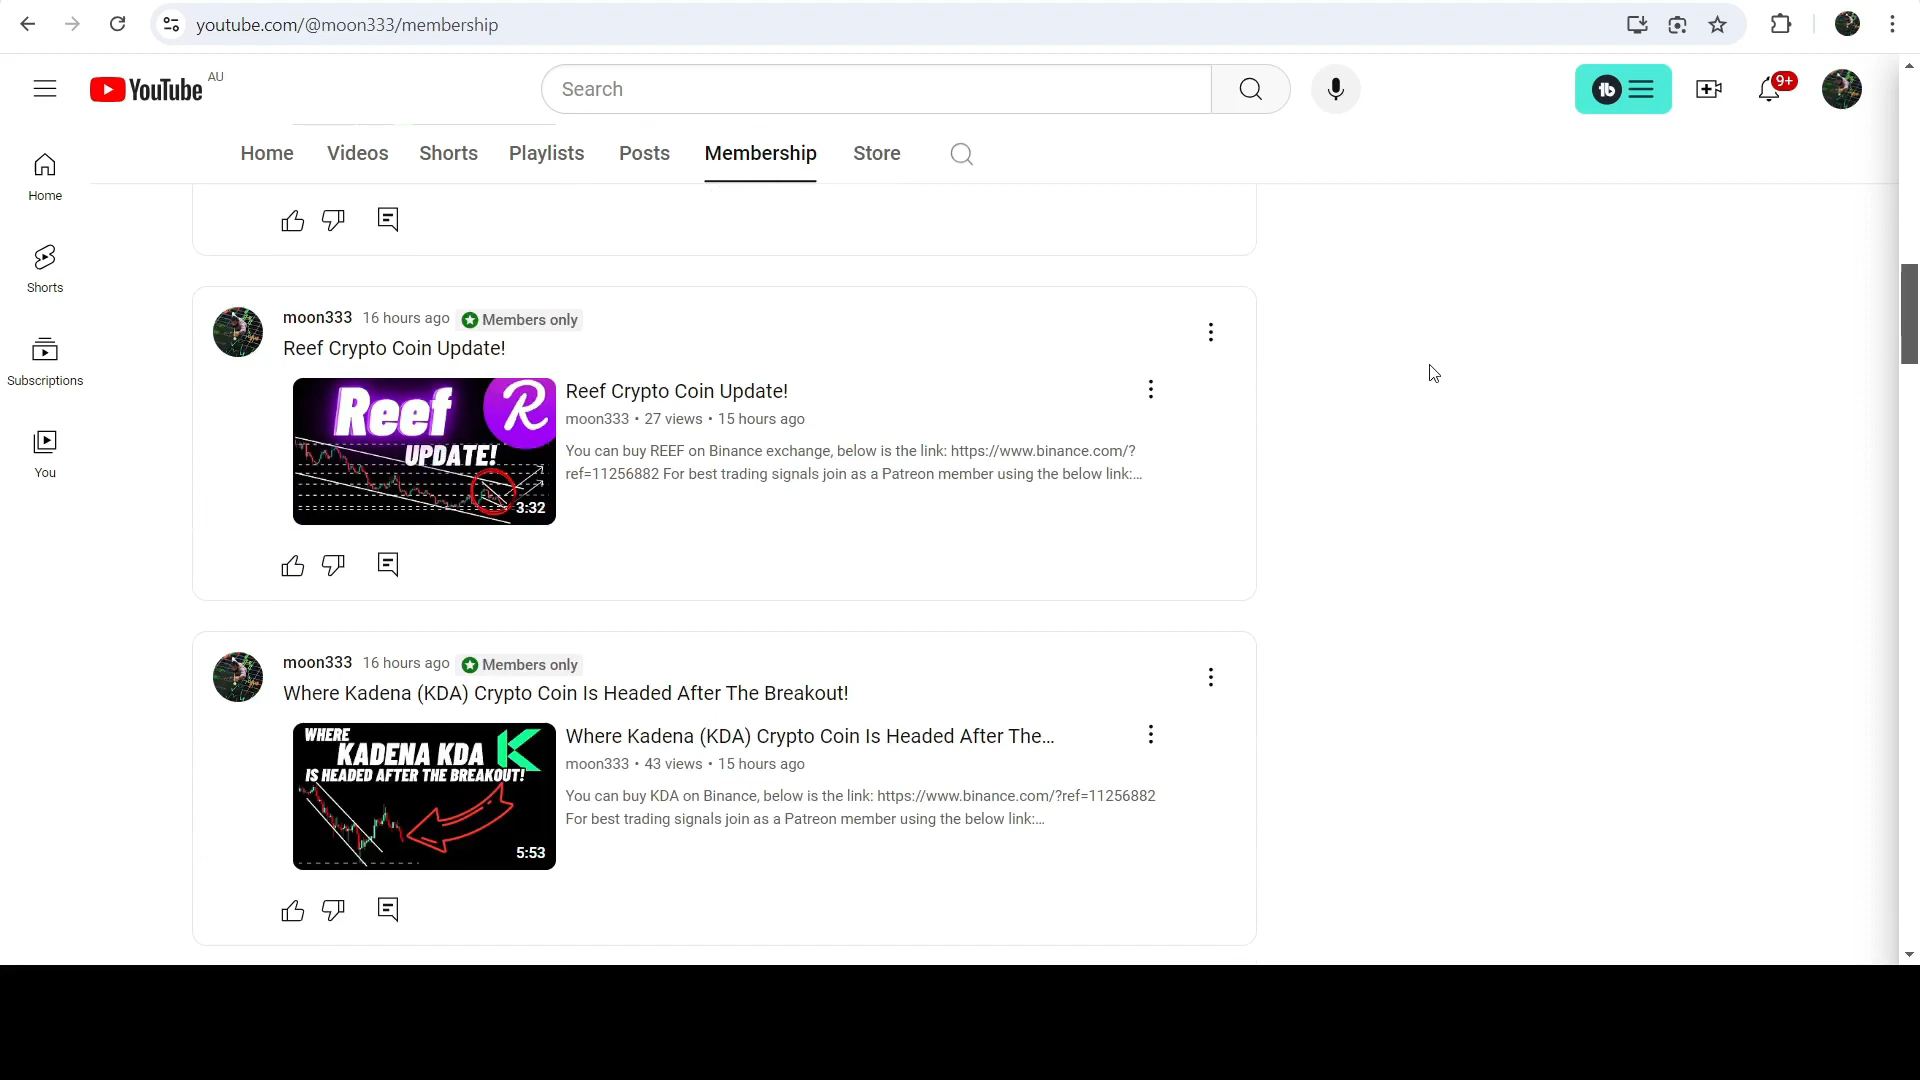 youtube.com/@moon333/membership
YouTube AU
Search
9+
Home Videos Shorts Playlists Posts Membership Store
Home
Shorts
Subscriptions
You
moon333 16 hours ago Members only
Reef Crypto Coin Update!
Reef
UPDATE!
3:32
Reef Crypto Coin Update!
moon333 • 27 views • 15 hours ago
You can buy REEF on Binance exchange, below is the link: https://www.binance.com/?
ref=11256882 For best trading signals join as a Patreon member using the below link:...
moon333 16 hours ago Members only
Where Kadena (KDA) Crypto Coin Is Headed After The Breakout!
WHERE
KADENA KDA
IS HEADED AFTER THE BREAKOUT!
5:53
Where Kadena (KDA) Crypto Coin Is Headed After The...
moon333 • 43 views • 15 hours ago
You can buy KDA on Binance, below is the link: https://www.binance.com/?ref=11256882
For best trading signals join as a Patreon member using the below link:...